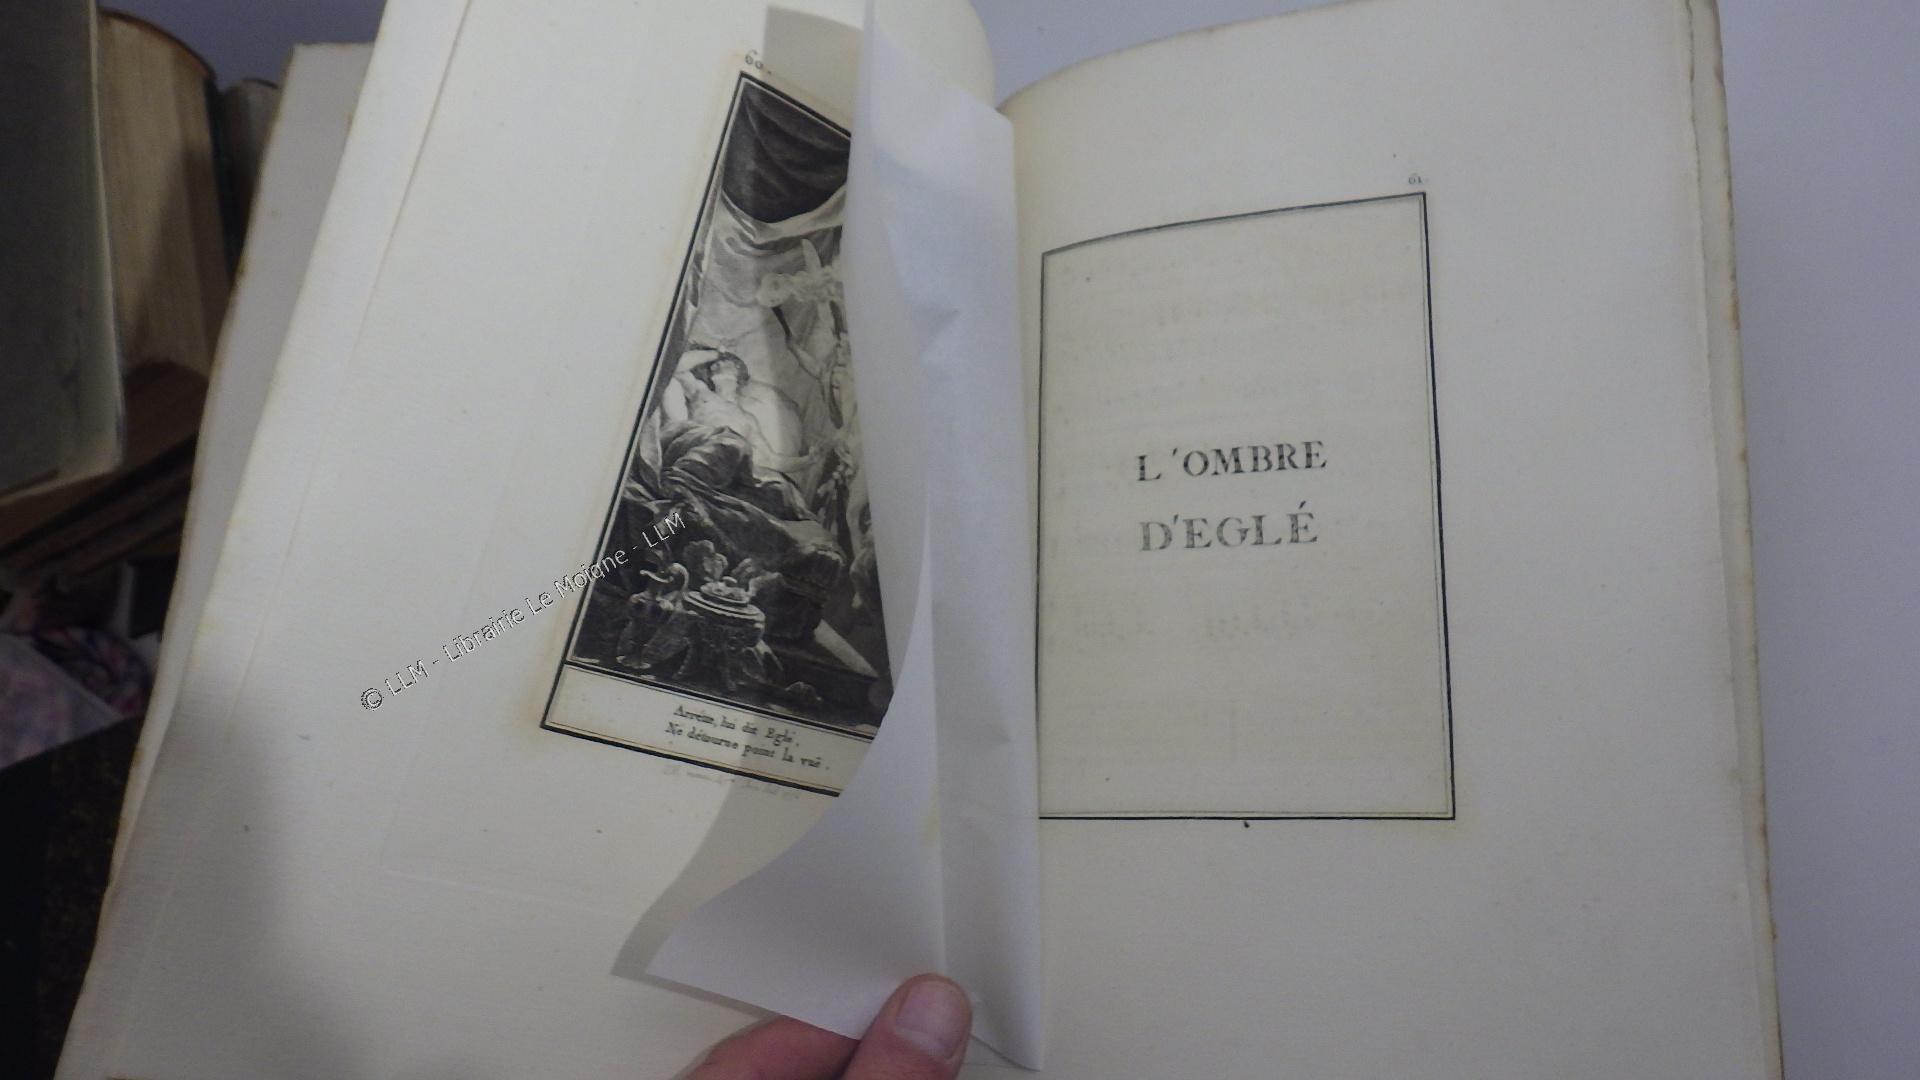 60.
Arrête, lui dit Eglé,
Ne détourne point la vuë.
61.
L'OMBRE
D'EGLÉ
© LLM - Librairie Le Moiane - LLM